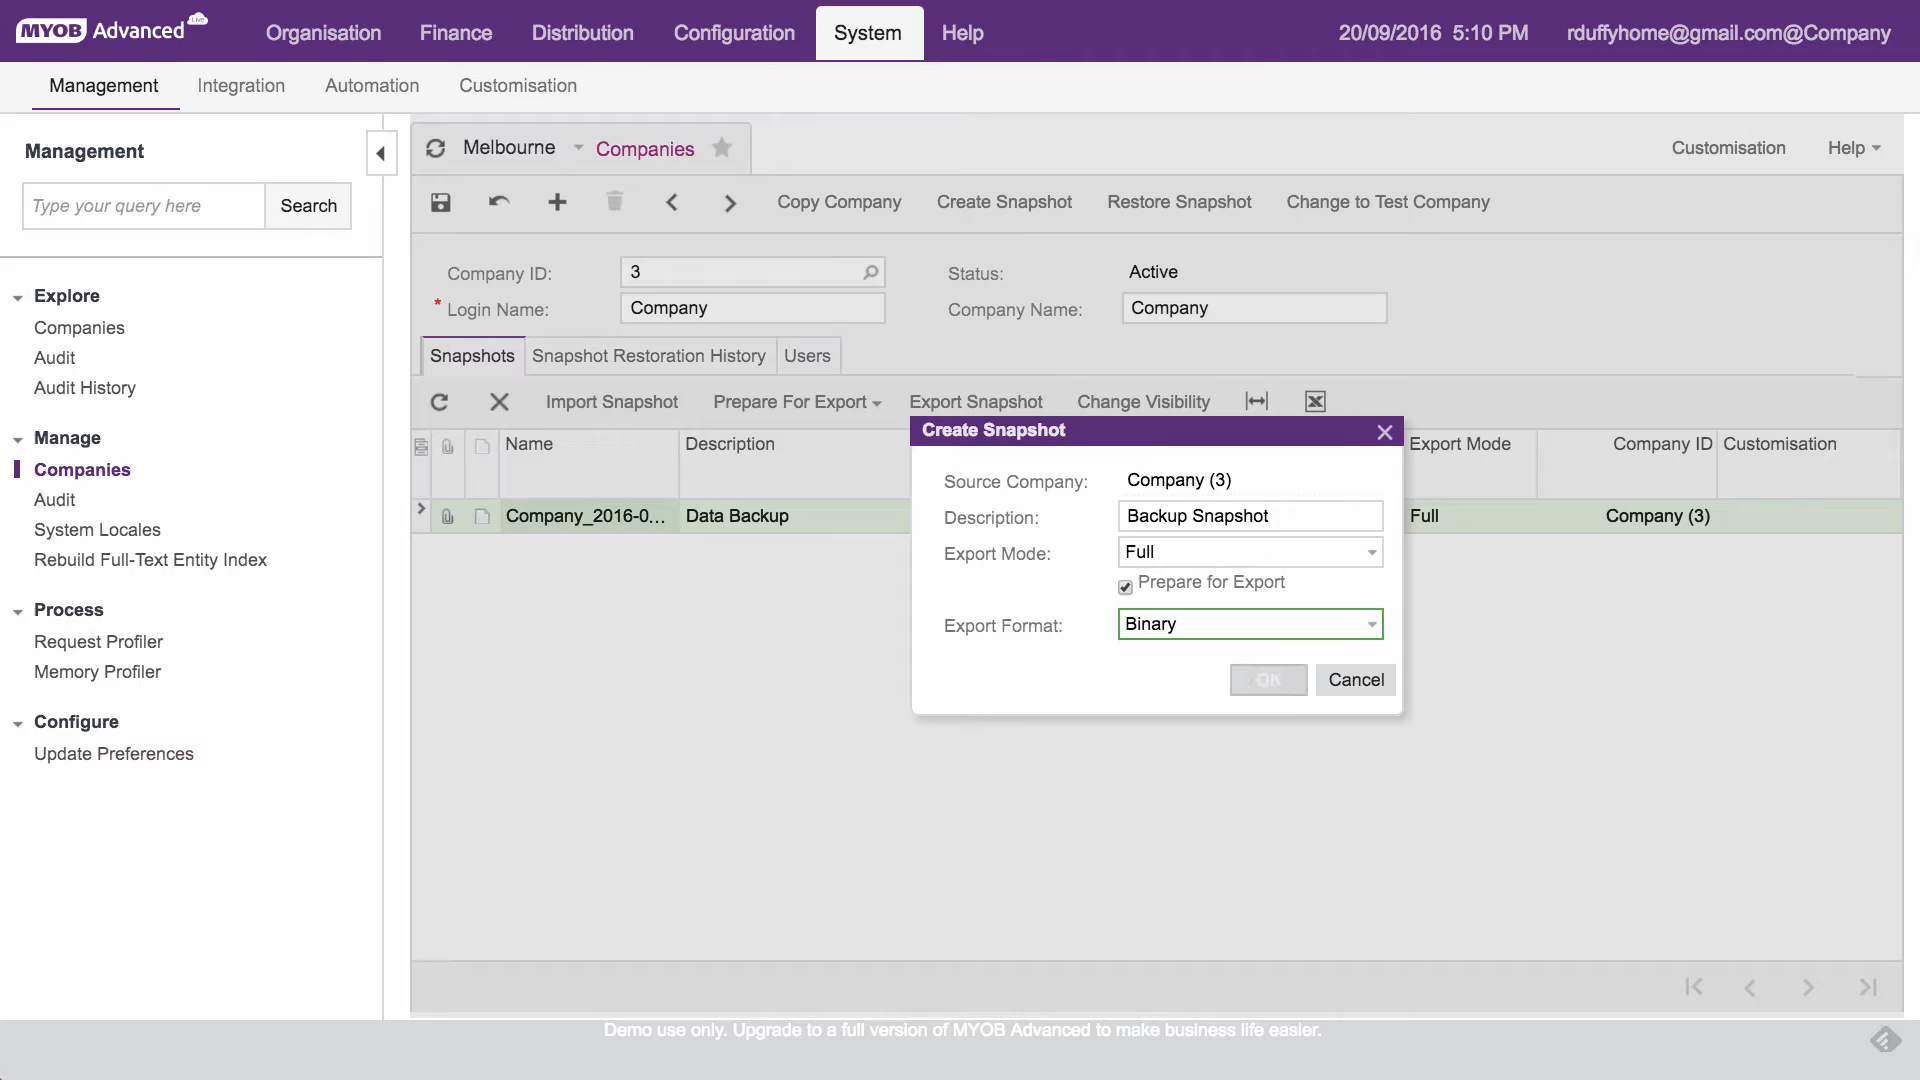 MYOB Advanced Live
Organisation Finance Distribution Configuration System Help
20/09/2016 5:10 PM rduffyhome@gmail.com@Company
Management Integration Automation Customisation
Management
Type your query here Search
Explore
Companies
Audit
Audit History
Manage
Companies
Audit
System Locales
Rebuild Full-Text Entity Index
Process
Request Profiler
Memory Profiler
Configure
Update Preferences
Melbourne Companies
Customisation Help
Copy Company Create Snapshot Restore Snapshot Change to Test Company
Company ID: 3 Status: Active
* Login Name: Company Company Name: Company
Snapshots Snapshot Restoration History Users
Import Snapshot Prepare For Export Export Snapshot Change Visibility
Name Description Export Mode Company ID Customisation
Company_2016-0... Data Backup Full Company (3)
Create Snapshot
Source Company: Company (3)
Description: Backup Snapshot
Export Mode: Full
Prepare for Export
Export Format: Binary
OK Cancel
Demo use only. Upgrade to a full version of MYOB Advanced to make business life easier.